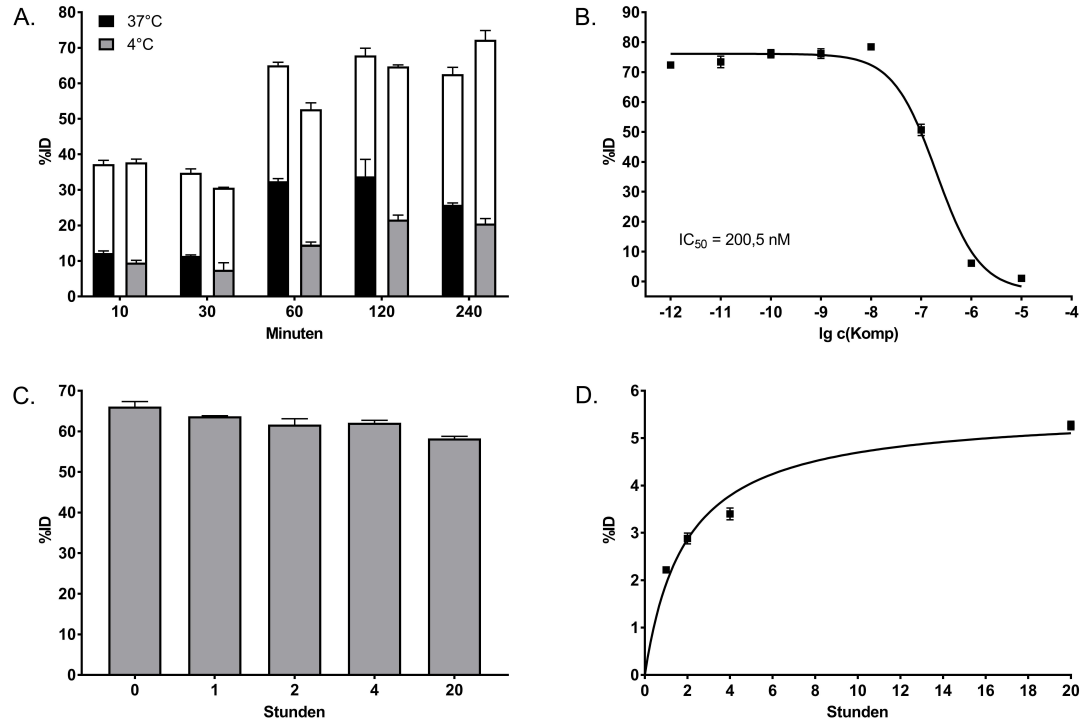 A.
37°C
4°C
80
70
60
50
40
30
20
10
0
%ID
10 30 60 120 240
Minuten
B.
90
80
70
60
50
40
30
20
10
0
%ID
IC50 = 200,5 nM
-12 -11 -10 -9 -8 -7 -6 -5 -4
lg c(Komp)
C.
70
60
50
40
30
20
10
0
%ID
0 1 2 4 20
Stunden
D.
6
5
4
3
2
1
0
%ID
0 2 4 6 8 10 12 14 16 18 20
Stunden